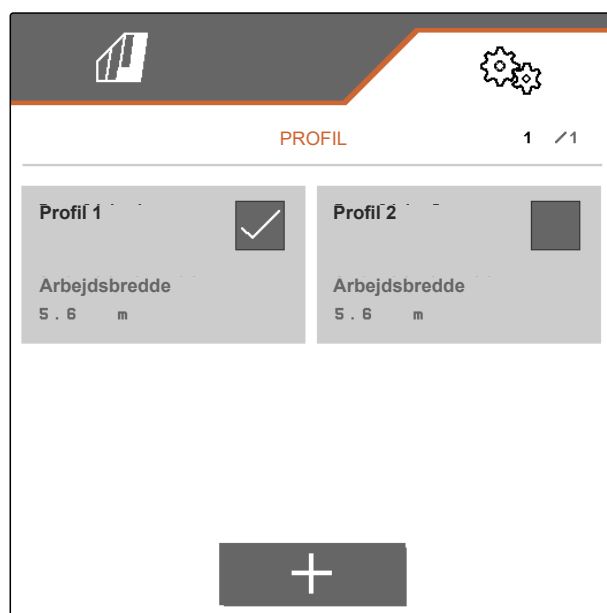 PROFIL 1 /1
Profil 1
Arbejdsbredde
5.6 m
Profil 2
Arbejdsbredde
5.6 m